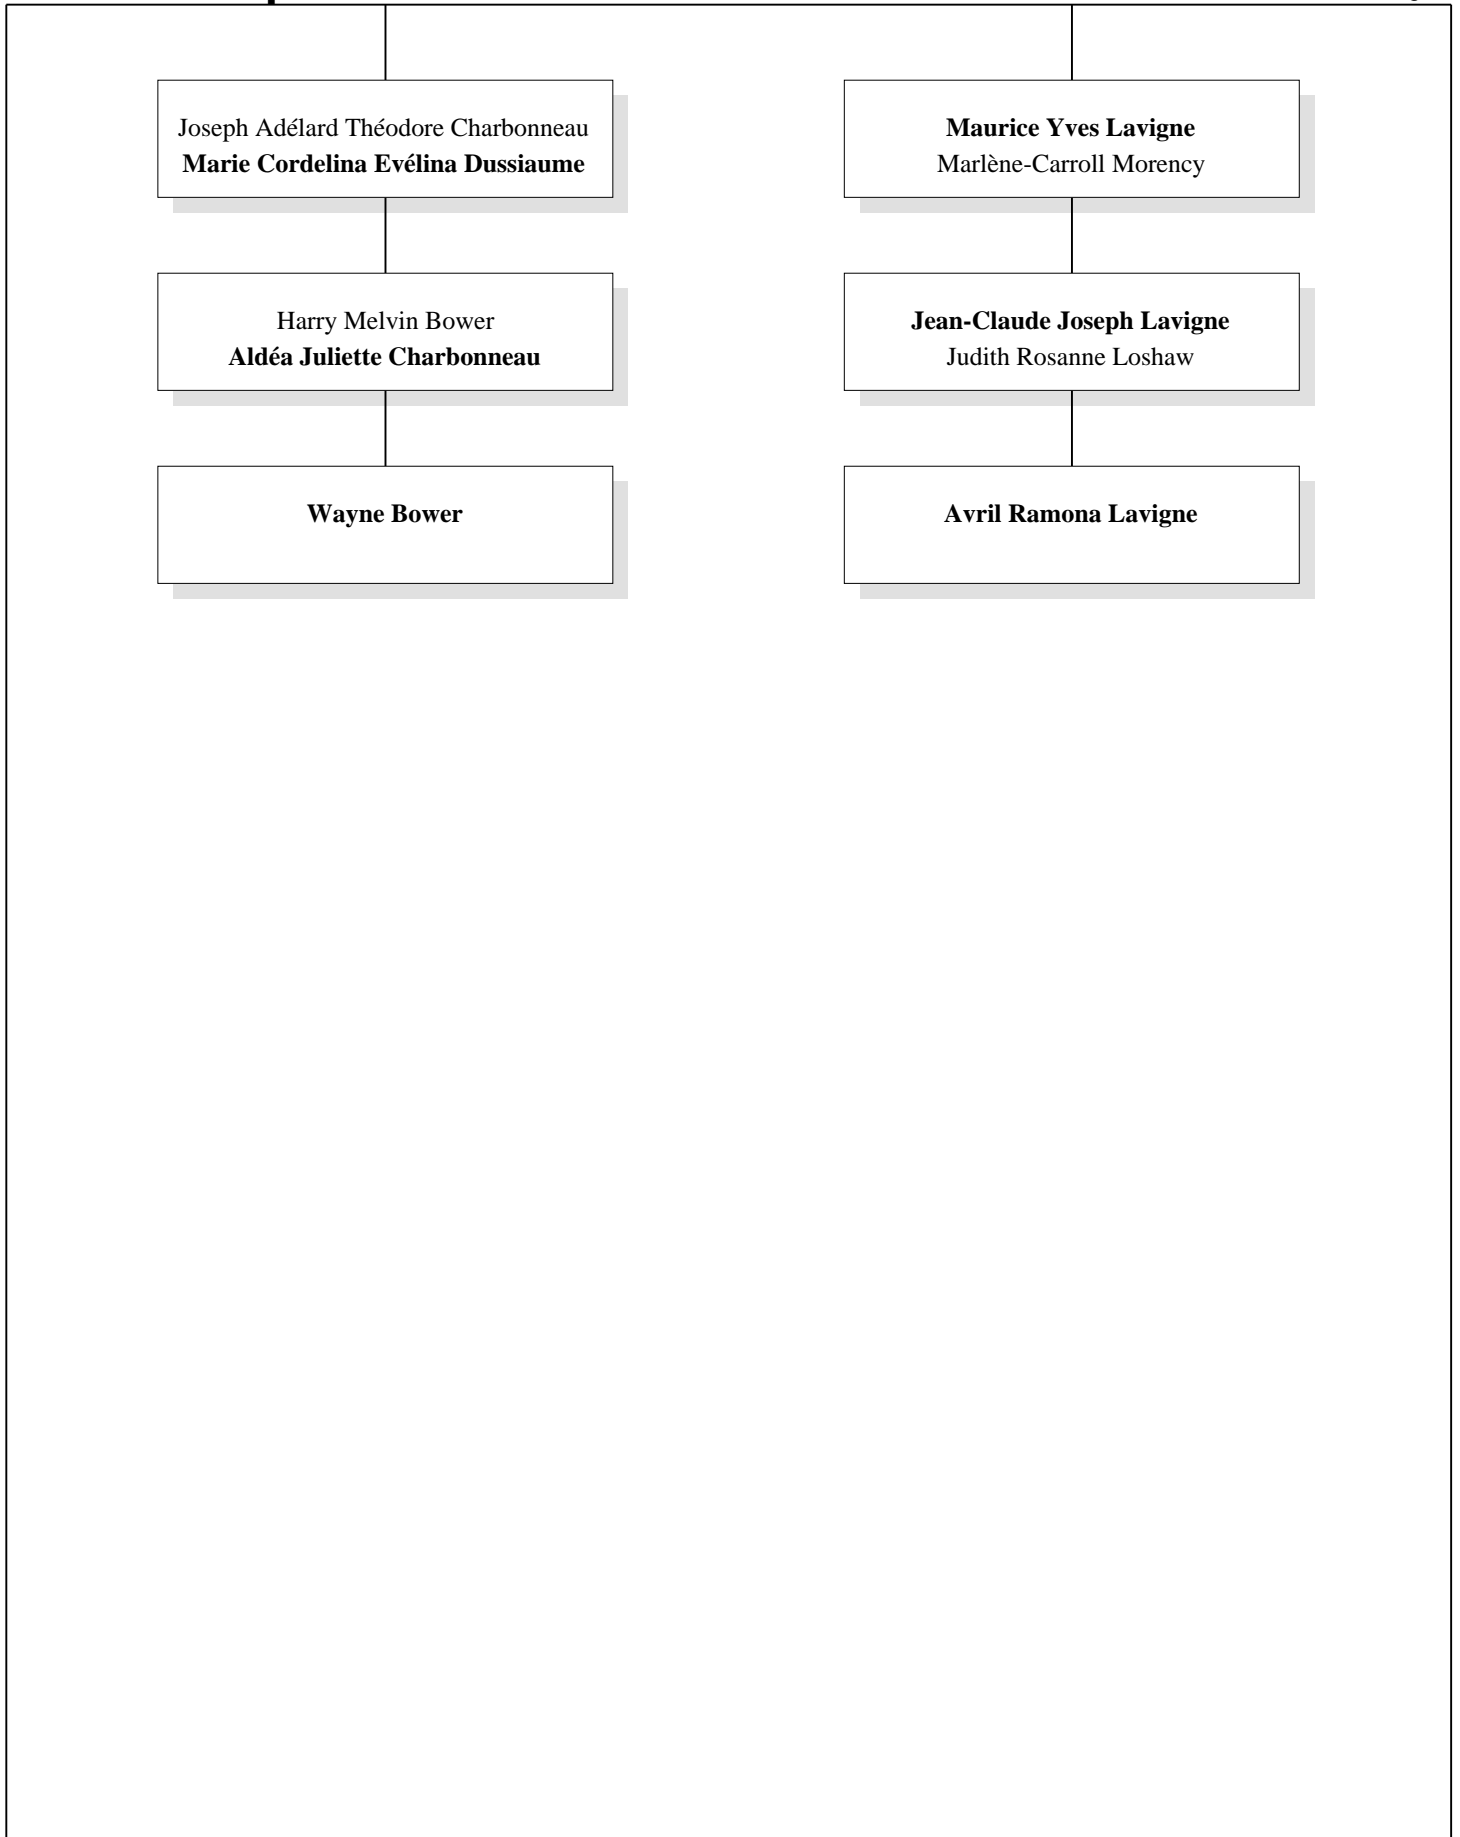 Joseph Adélard Théodore Charbonneau
Marie Cordelina Evélina Dussiaume
Maurice Yves Lavigne
Marlène-Carroll Morency
Harry Melvin Bower
Aldéa Juliette Charbonneau
Jean-Claude Joseph Lavigne
Judith Rosanne Loshaw
Wayne Bower
Avril Ramona Lavigne